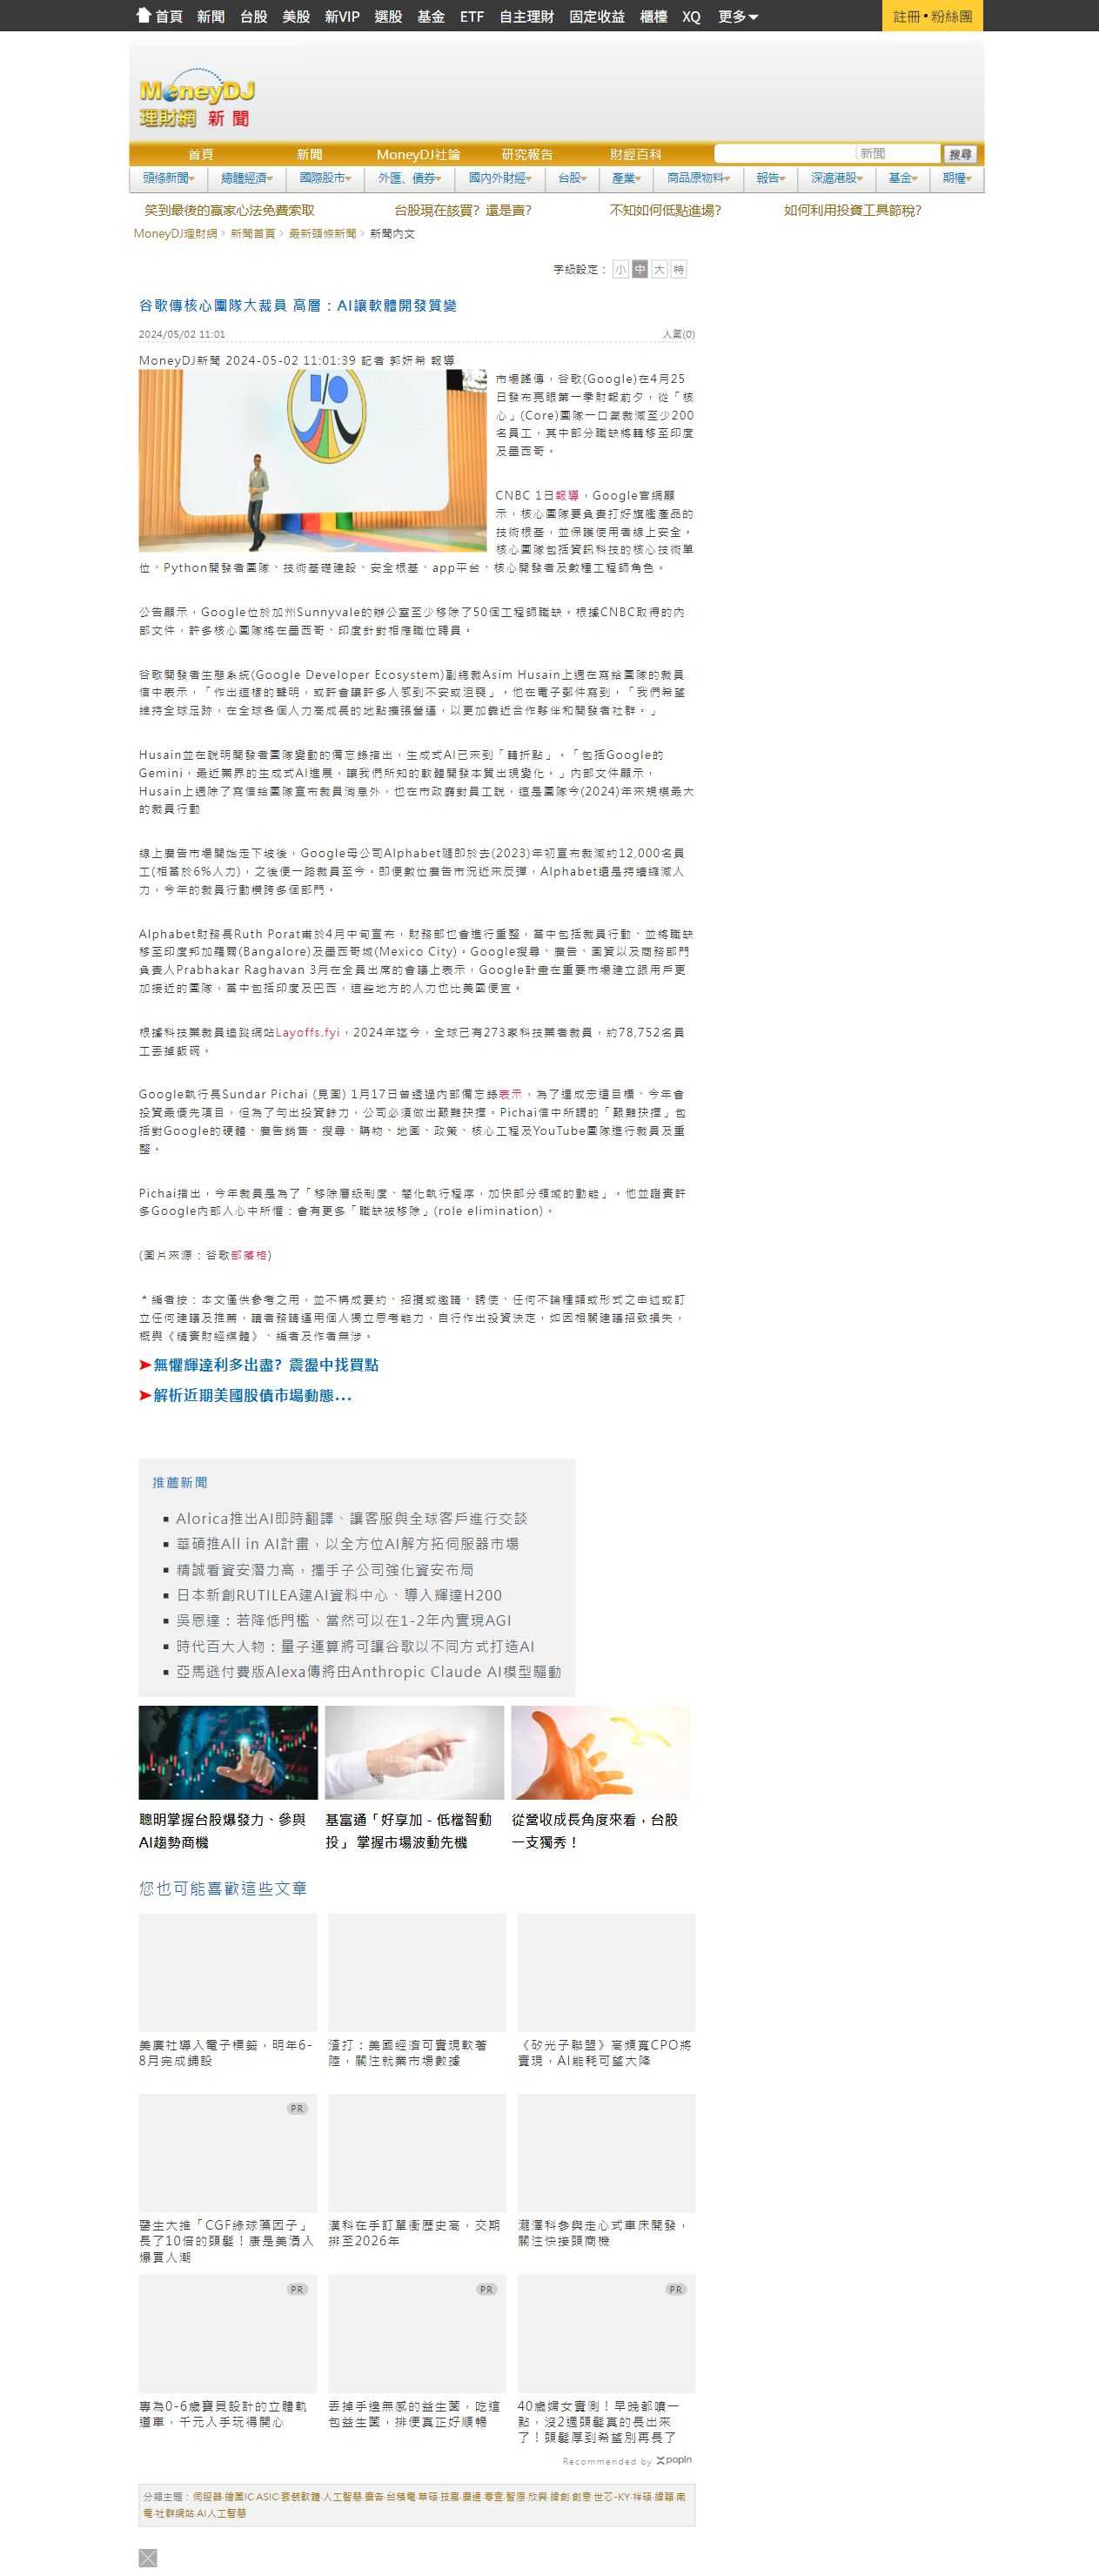 首頁 新聞 台股 美股 新VIP 選股 基金 ETF 自主理財 固定收益 櫃檯 XQ 更多 註冊•粉絲團
MoneyDJ
理財網 新聞
首頁 新聞 MoneyDJ社論 研究報告 財經百科 新聞 搜尋
頭條新聞 總體經濟 國際股市 外匯、債券 國內外財經 台股 產業 商品原物料 報告 深滬港股 基金 期權
笑到最後的贏家心法免費索取 台股現在該買? 還是賣? 不知如何低點進場? 如何利用投資工具節稅?
MoneyDJ理財網 新聞首頁 最新頭條新聞 新聞內文
字級設定： 小 中 大 特
谷歌傳核心團隊大裁員 高層：AI讓軟體開發質變
2024/05/02 11:01 人氣(0)
MoneyDJ新聞 2024-05-02 11:01:39 記者 郭妍希 報導
市場謠傳，谷歌(Google)在4月25
日發布亮眼第一季財報前夕，從「核
心」(Core)團隊一口氣裁減至少200
名員工，其中部分職缺將轉移至印度
及墨西哥。
CNBC 1日報導，Google官網顯
示，核心團隊要負責打好旗艦產品的
技術根基，並保護使用者線上安全。
核心團隊包括資訊科技的核心技術單
位、Python開發者團隊、技術基礎建設、安全根基、app平台、核心開發者及數種工程師角色。
公告顯示，Google位於加州Sunnyvale的辦公室至少移除了50個工程師職缺。根據CNBC取得的內
部文件，許多核心團隊將在墨西哥、印度針對相應職位聘員。
谷歌開發者生態系統(Google Developer Ecosystem)副總裁Asim Husain上週在寫給團隊的裁員
信中表示，「作出這樣的聲明，或許會讓許多人感到不安或沮喪」。他在電子郵件寫到，「我們希望
維持全球足跡，在全球各個人力高成長的地點擴張營運，以更加靠近合作夥伴和開發者社群。」
Husain並在說明開發者團隊變動的備忘錄指出，生成式AI已來到「轉折點」。「包括Google的
Gemini，最近業界的生成式AI進展，讓我們所知的軟體開發本質出現變化。」內部文件顯示，
Husain上週除了寫信給團隊宣布裁員消息外，也在市政廳對員工說，這是團隊今(2024)年來規模最大
的裁員行動
線上廣告市場開始走下坡後，Google母公司Alphabet隨即於去(2023)年初宣布裁減約12,000名員
工(相當於6%人力)，之後便一路裁員至今。即便數位廣告市況近來反彈，Alphabet還是持續縮減人
力，今年的裁員行動橫跨多個部門。
Alphabet財務長Ruth Porat甫於4月中旬宣布，財務部也會進行重整，當中包括裁員行動、並將職缺
移至印度邦加羅爾(Bangalore)及墨西哥城(Mexico City)。Google搜尋、廣告、圖資以及商務部門
負責人Prabhakar Raghavan 3月在全員出席的會議上表示，Google計畫在重要市場建立跟用戶更
加接近的團隊，當中包括印度及巴西，這些地方的人力也比美國便宜。
根據科技業裁員追蹤網站Layoffs.fyi，2024年迄今，全球已有273家科技業者裁員，約78,752名員
工丟掉飯碗。
Google執行長Sundar Pichai (見圖) 1月17日曾透過內部備忘錄表示，為了達成宏遠目標、今年會
投資最優先項目，但為了勻出投資餘力，公司必須做出艱難抉擇。Pichai信中所謂的「艱難抉擇」包
括對Google的硬體、廣告銷售、搜尋、購物、地圖、政策、核心工程及YouTube團隊進行裁員及重
整。
Pichai指出，今年裁員是為了「移除層級制度、簡化執行程序，加快部分領域的動能」。他並證實許
多Google內部人心中所懼：會有更多「職缺被移除」(role elimination)。
(圖片來源：谷歌部落格)
＊編者按：本文僅供參考之用，並不構成要約、招攬或邀請、誘使、任何不論種類或形式之申述或訂
立任何建議及推薦，讀者務請運用個人獨立思考能力，自行作出投資決定，如因相關建議招致損失，
概與《精實財經媒體》、編者及作者無涉。
➤無懼輝達利多出盡? 震盪中找買點
➤解析近期美國股債市場動態...
推薦新聞
Alorica推出AI即時翻譯、讓客服與全球客戶進行交談
華碩推All in AI計畫，以全方位AI解方拓伺服器市場
精誠看資安潛力高，攜手子公司強化資安布局
日本新創RUTILEA建AI資料中心、導入輝達H200
吳恩達：若降低門檻、當然可以在1-2年內實現AGI
時代百大人物：量子運算將可讓谷歌以不同方式打造AI
亞馬遜付費版Alexa傳將由Anthropic Claude AI模型驅動
聰明掌握台股爆發力、參與
AI趨勢商機
基富通「好享加 - 低檔智動
投」 掌握市場波動先機
從營收成長角度來看，台股
一支獨秀！
您也可能喜歡這些文章
美廣社導入電子標籤，明年6-
8月完成鋪設
渣打：美國經濟可實現軟著
陸，關注就業市場數據
《矽光子聯盟》高頻寬CPO將
實現，AI能耗可望大降
PR
醫生大推「CGF綠球藻因子」
長了10倍的頭髮！康是美湧入
爆買人潮
漢科在手訂單衝歷史高，交期
排至2026年
瀧澤科參與走心式車床開發，
關注快接頭商機
PR PR PR
專為0-6歲寶貝設計的立體軌
道車，千元入手玩得開心
丟掉手邊無感的益生菌，吃這
包益生菌，排便真正好順暢
40歲婦女實測！早晚都噴一
點，沒2週頭髮真的長出來
了！頭髮厚到希望別再長了
Recommended by popIn
分類主題：伺服器‧繪圖IC‧ASIC‧套裝軟體‧人工智慧‧廣告‧台積電‧華碩‧技嘉‧廣達‧零壹‧智原‧欣興‧緯創‧創意‧世芯-KY‧祥碩‧緯穎‧南
電‧社群網站‧AI人工智慧